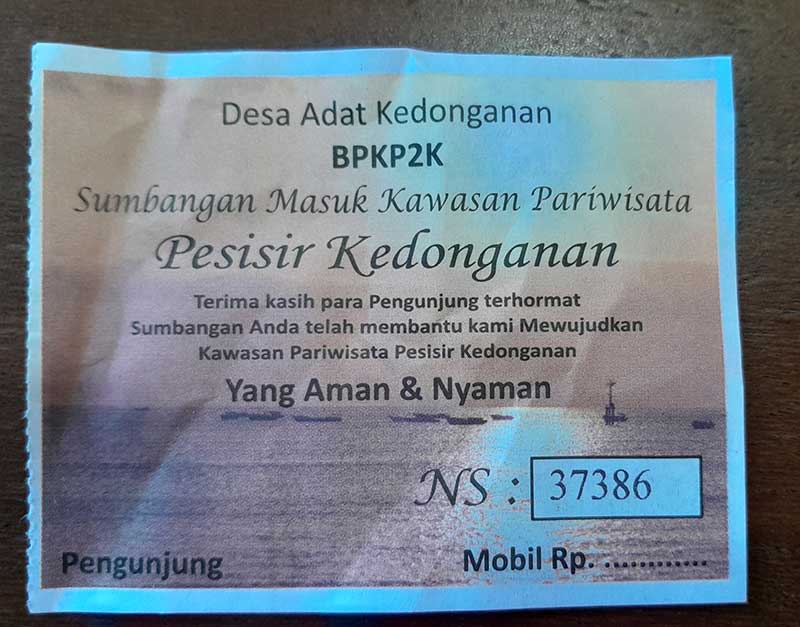 Desa Adat Kedonganan
BPKP2K
Sumbangan Masuk Kawasan Pariwisata
Pesisir Kedonganan
Terima kasih para Pengunjung terhormat
Sumbangan Anda telah membantu kami Mewujudkan
Kawasan Pariwisata Pesisir Kedonganan
Yang Aman & Nyaman
NS : 37386
Pengunjung Mobil Rp. .............